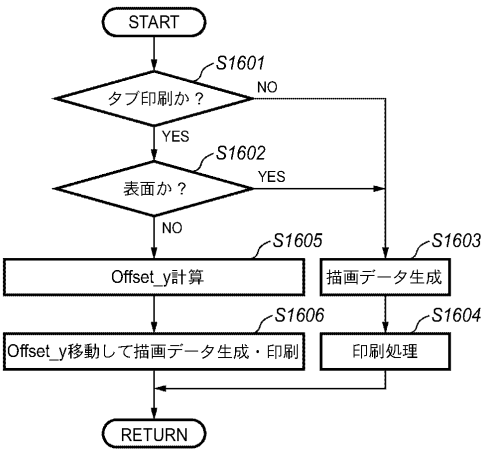 START
S1601
タブ印刷か？
NO
YES
S1602
表面か？
YES
NO
S1605
Offset_y計算
S1603
描画データ生成
S1606
Offset_y移動して描画データ生成・印刷
S1604
印刷処理
RETURN